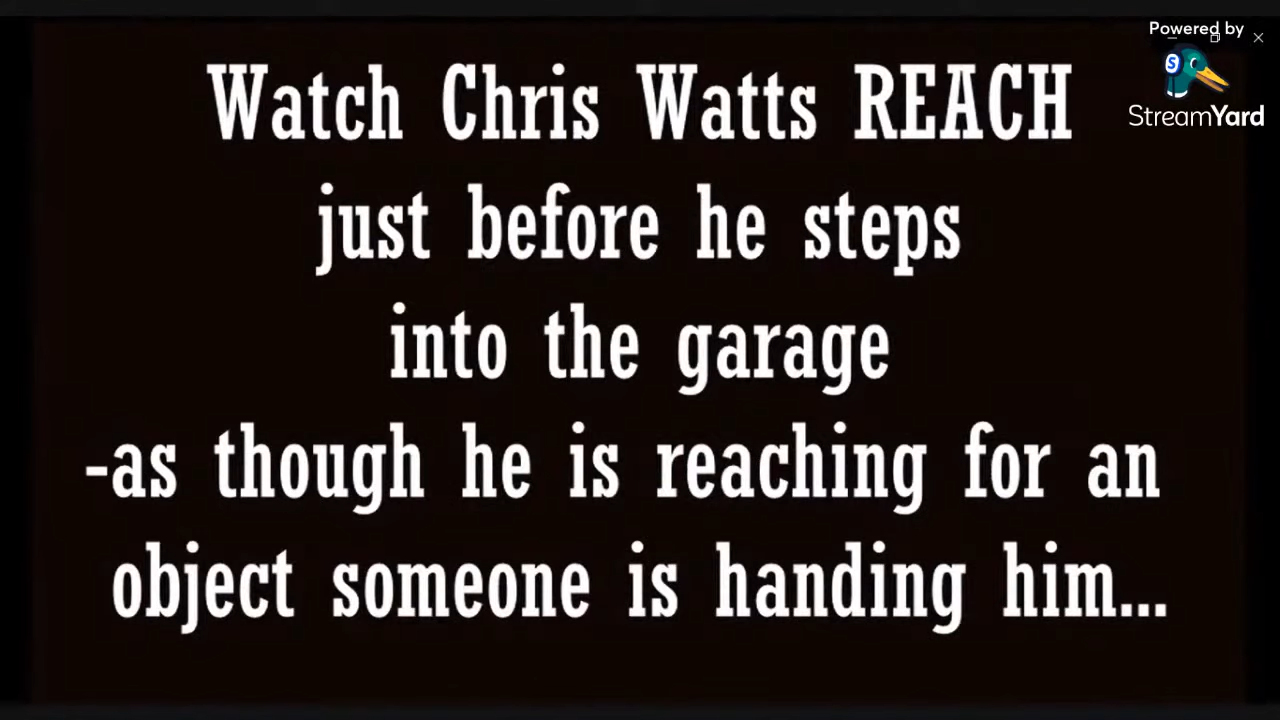 Powered by
StreamYard
Watch Chris Watts REACH
just before he steps
into the garage
-as though he is reaching for an
object someone is handing him...